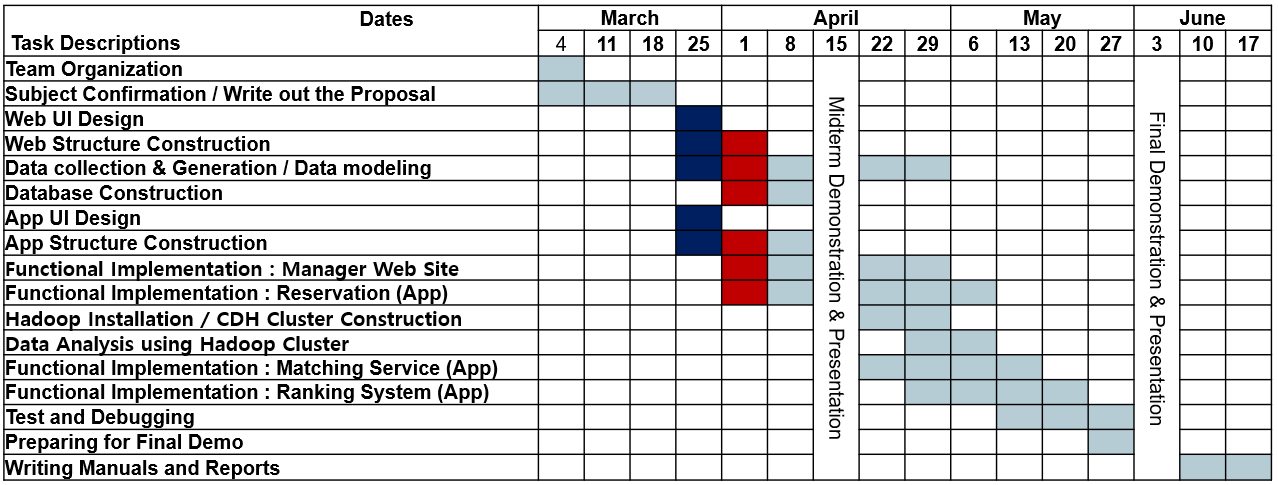 Dates March April May June
Task Descriptions 4 11 18 25 1 8 15 22 29 6 13 20 27 3 10 17
Team Organization
Subject Confirmation / Write out the Proposal
Web UI Design
Web Structure Construction
Data collection & Generation / Data modeling
Database Construction
App UI Design
App Structure Construction
Functional Implementation : Manager Web Site
Functional Implementation : Reservation (App)
Hadoop Installation / CDH Cluster Construction
Data Analysis using Hadoop Cluster
Functional Implementation : Matching Service (App)
Functional Implementation : Ranking System (App)
Test and Debugging
Preparing for Final Demo
Writing Manuals and Reports
Midterm Demonstration & Presentation
Final Demonstration & Presentation